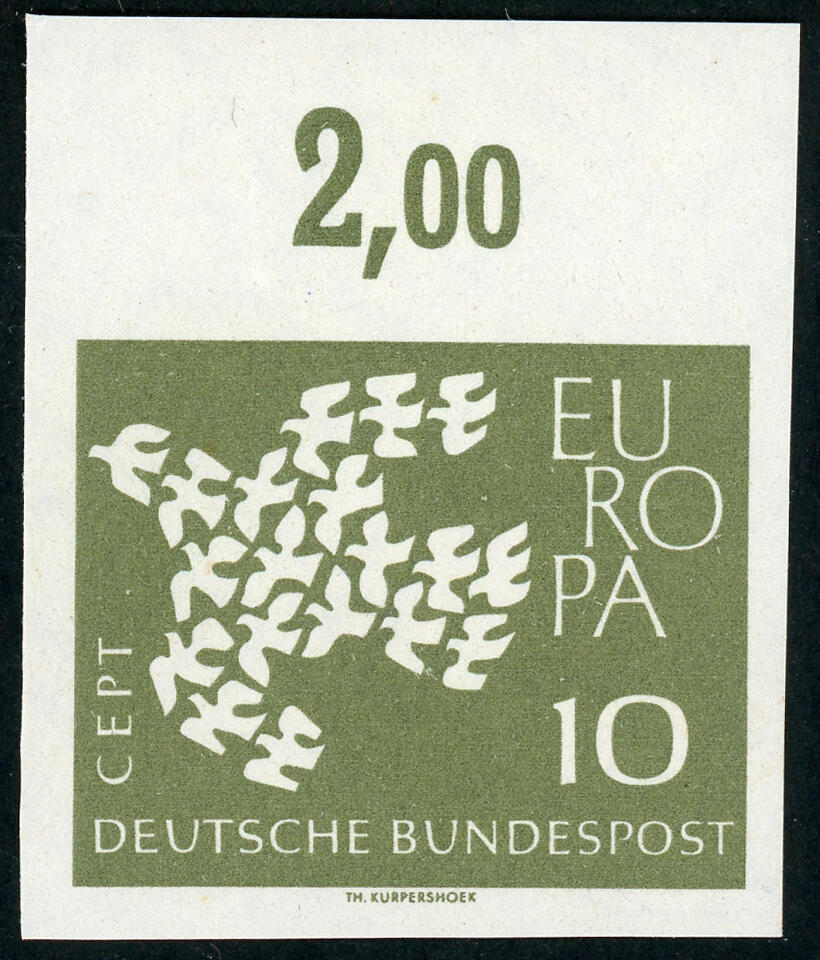 2,00
EU
RO
PA
CEPT
10
DEUTSCHE BUNDESPOST
TH. KURPERSHOEK